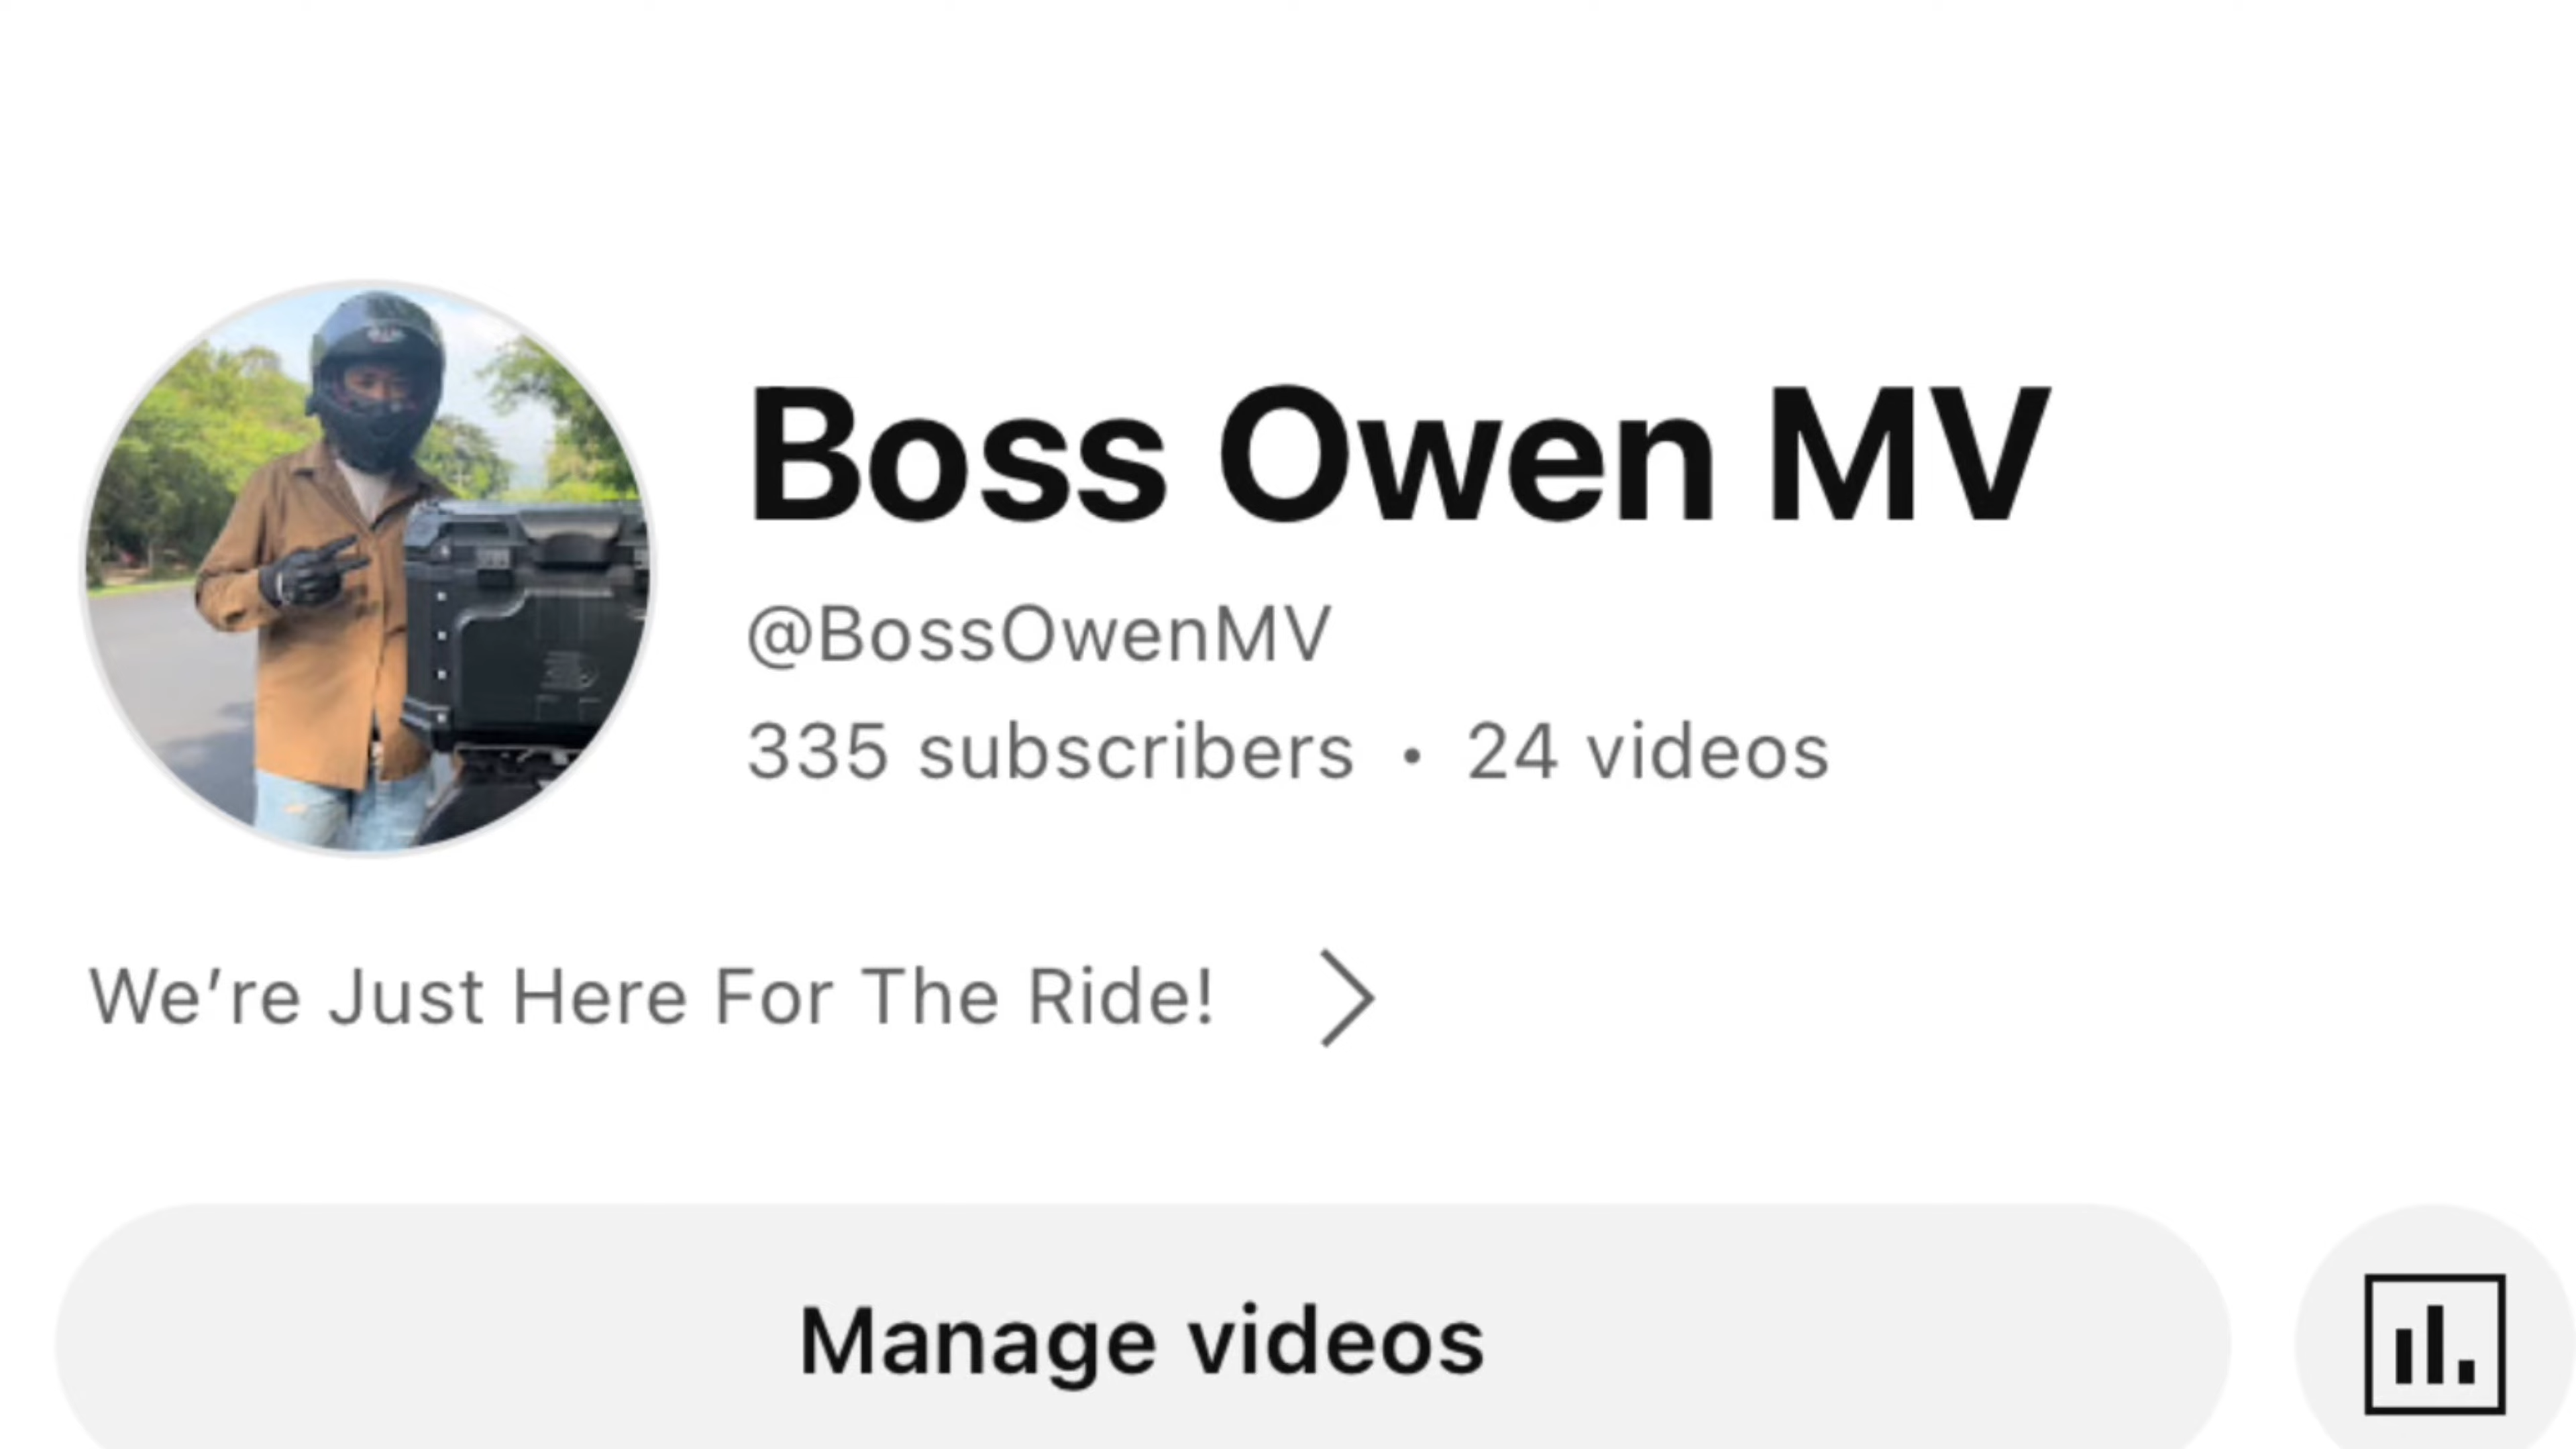 Boss Owen MV
@BossOwenMV
335 subscribers • 24 videos
We’re Just Here For The Ride!
Manage videos